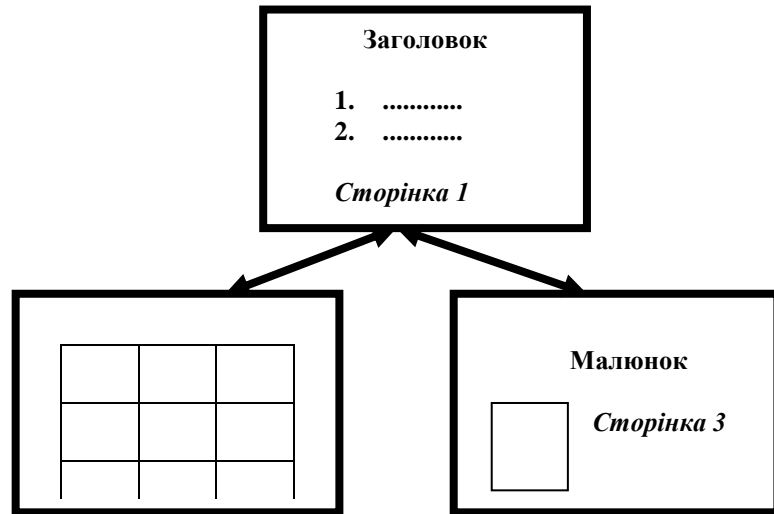 Заголовок
1. ............
2. ............
Сторінка 1
Малюнок
Сторінка 3